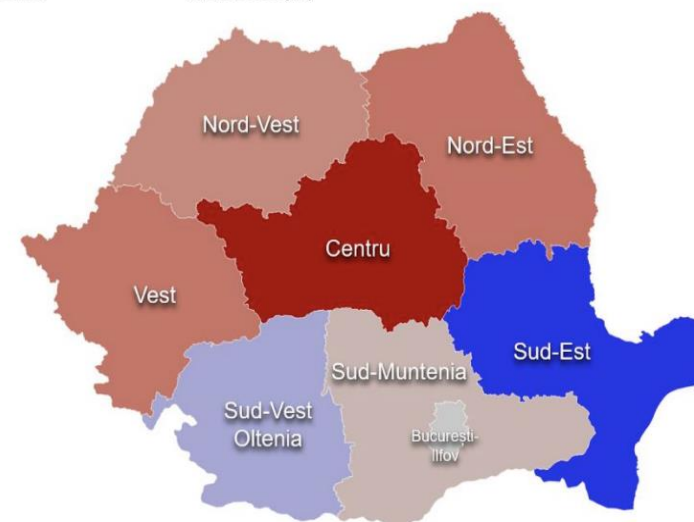 Nord-Vest
Nord-Est
Centru
Vest
Sud-Est
Sud-Muntenia
Sud-Vest
Oltenia
București-
Ilfov